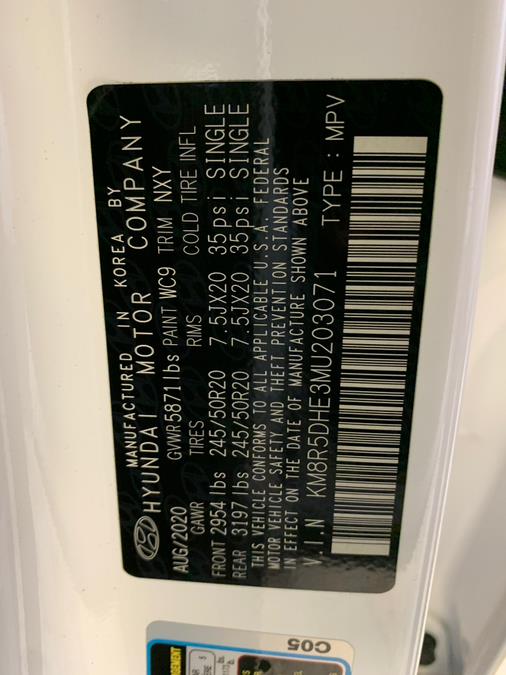 MANUFACTURED IN KOREA BY
HYUNDAI MOTOR COMPANY
AUG/2020 GVWR 5871 lbs PAINT WC9 TRIM NXY
GAWR TIRES RIMS COLD TIRE INFL
FRONT 2954 lbs 245/50R20 7.5JX20 35psi SINGLE
REAR 3197 lbs 245/50R20 7.5JX20 35psi SINGLE
THIS VEHICLE CONFORMS TO ALL APPLICABLE U.S.A. FEDERAL
MOTOR VEHICLE SAFETY AND THEFT PREVENTION STANDARDS
IN EFFECT ON THE DATE OF MANUFACTURE SHOWN ABOVE
V.I.N KM8R5DHE3MU203071 TYPE : MPV
C05